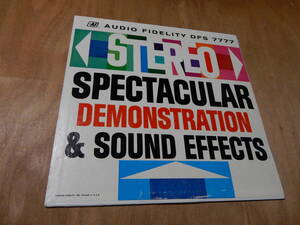 AUDIO FIDELITY DFS 7777
STEREO
SPECTACULAR
DEMONSTRATION
& SOUND EFFECTS